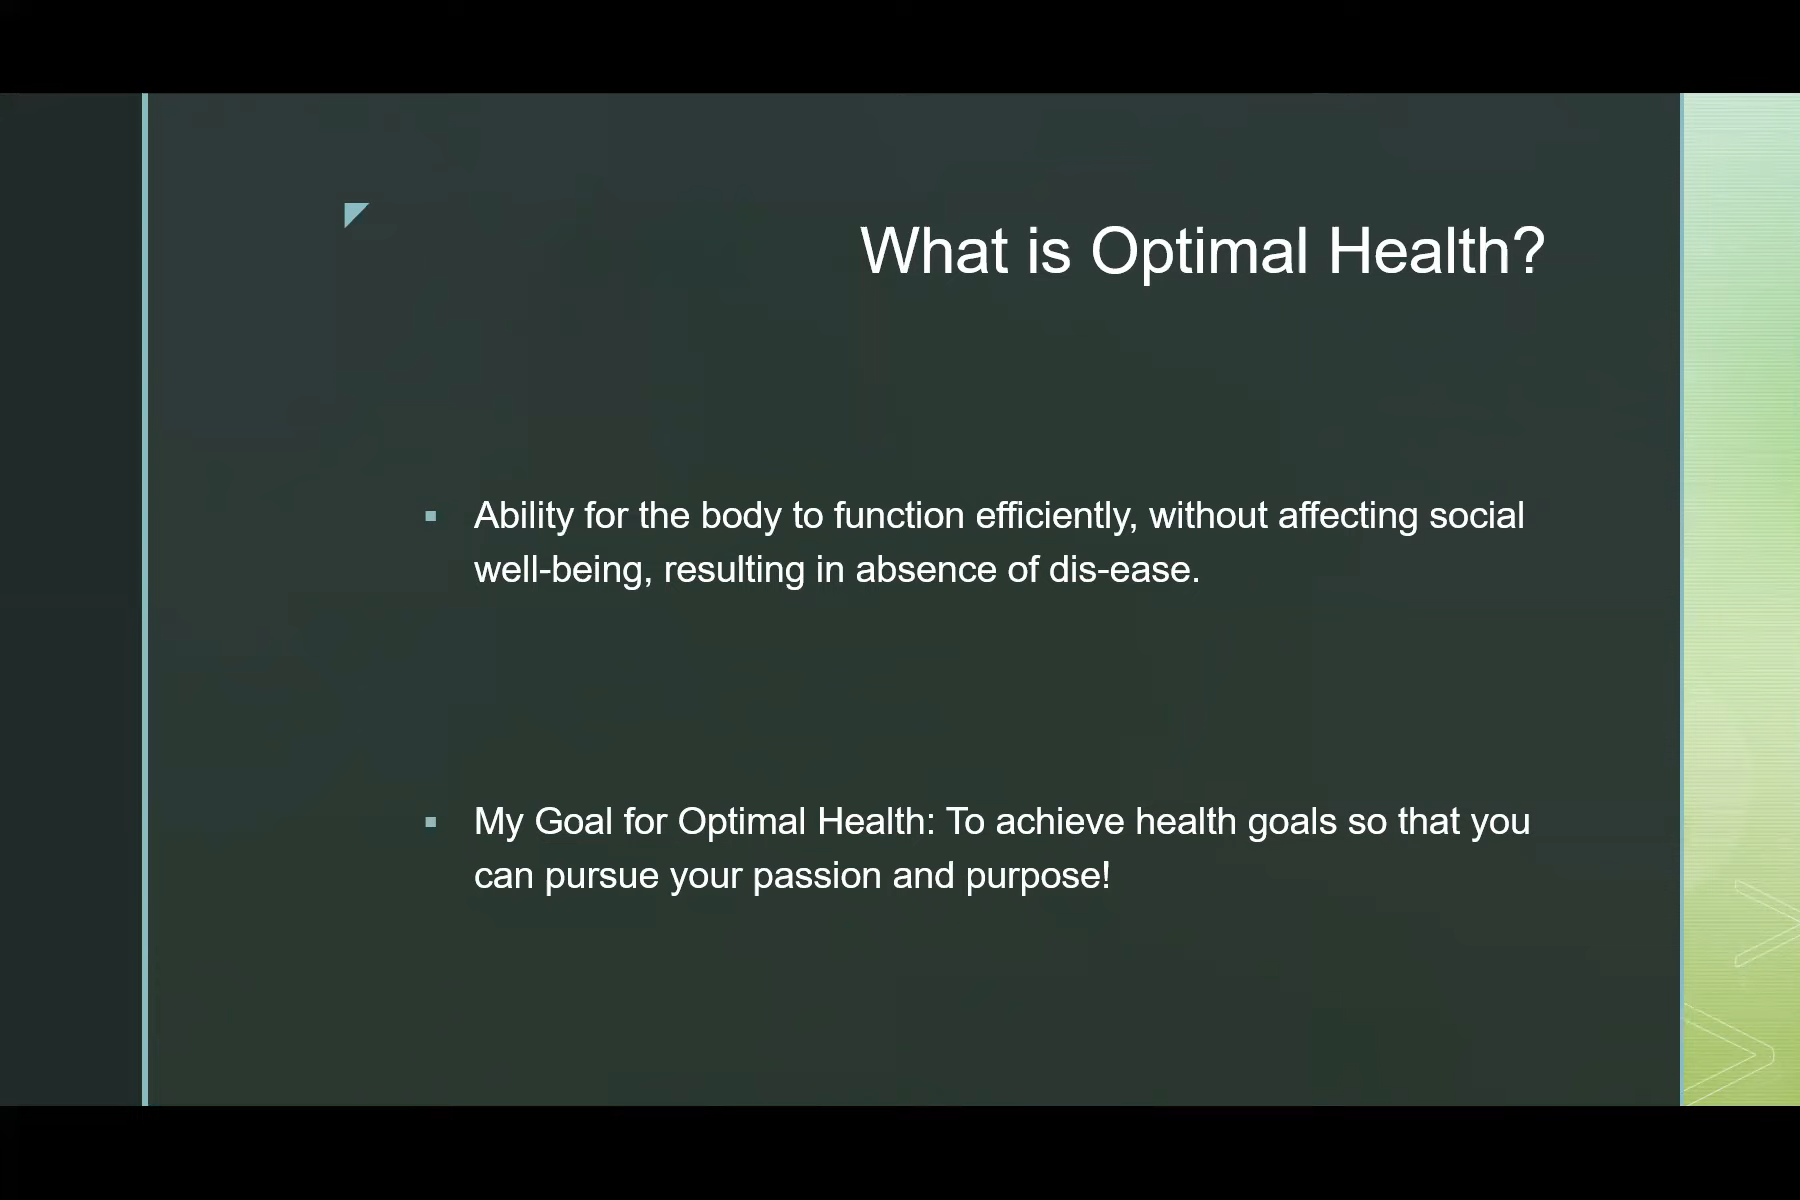 What is Optimal Health?
▪ Ability for the body to function efficiently, without affecting social
well-being, resulting in absence of dis-ease.
▪ My Goal for Optimal Health: To achieve health goals so that you
can pursue your passion and purpose!